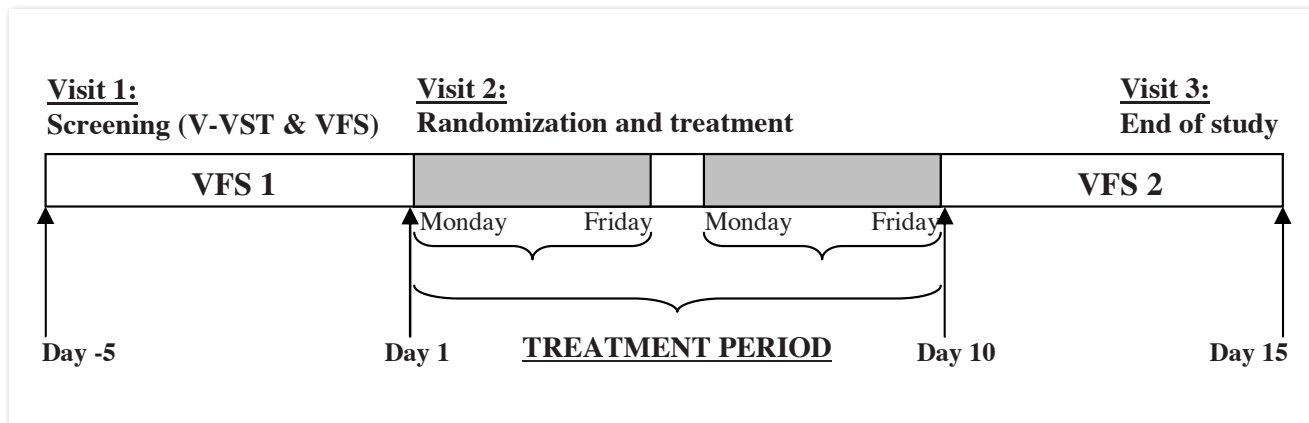 Visit 1:
Screening (V-VST & VFS)
Visit 2:
Randomization and treatment
Visit 3:
End of study
VFS 1
VFS 2
Monday Friday Monday Friday
Day -5 Day 1 TREATMENT PERIOD Day 10 Day 15